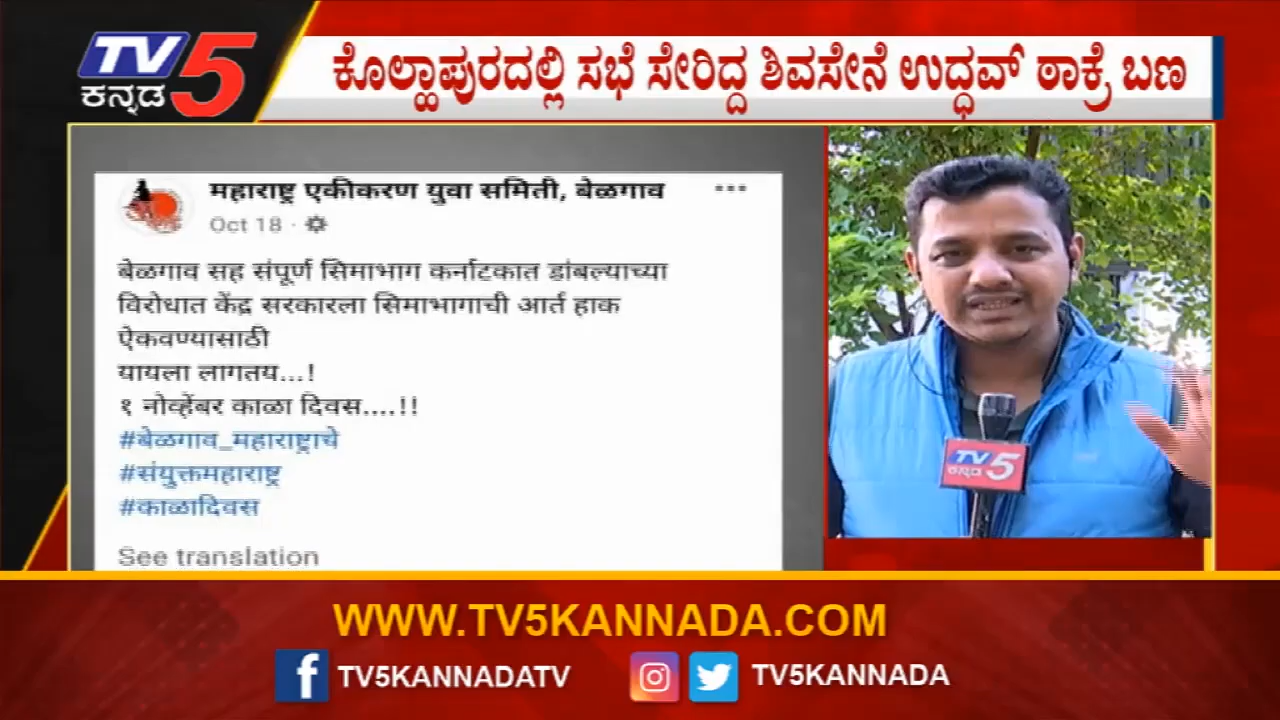 TV5
ಕನ್ನಡ
ಕೊಲ್ಹಾಪುರದಲ್ಲಿ ಸಭೆ ಸೇರಿದ್ದ ಶಿವಸೇನೆ ಉದ್ಧವ್ ಠಾಕ್ರೆ ಬಣ
महाराष्ट्र एकीकरण युवा समिती, बेळगाव
Oct 18
बेळगाव सह संपूर्ण सिमाभाग कर्नाटकात डांबल्याच्या
विरोधात केंद्र सरकारला सिमाभागाची आर्त हाक
ऐकवण्यासाठी
यायला लागतय...!
१ नोव्हेंबर काळा दिवस....!!
#बेळगाव_महाराष्ट्राचे
#संयुक्तमहाराष्ट्र
#काळादिवस
See translation
TV5
ಕನ್ನಡ
WWW.TV5KANNADA.COM
TV5KANNADATV
TV5KANNADA